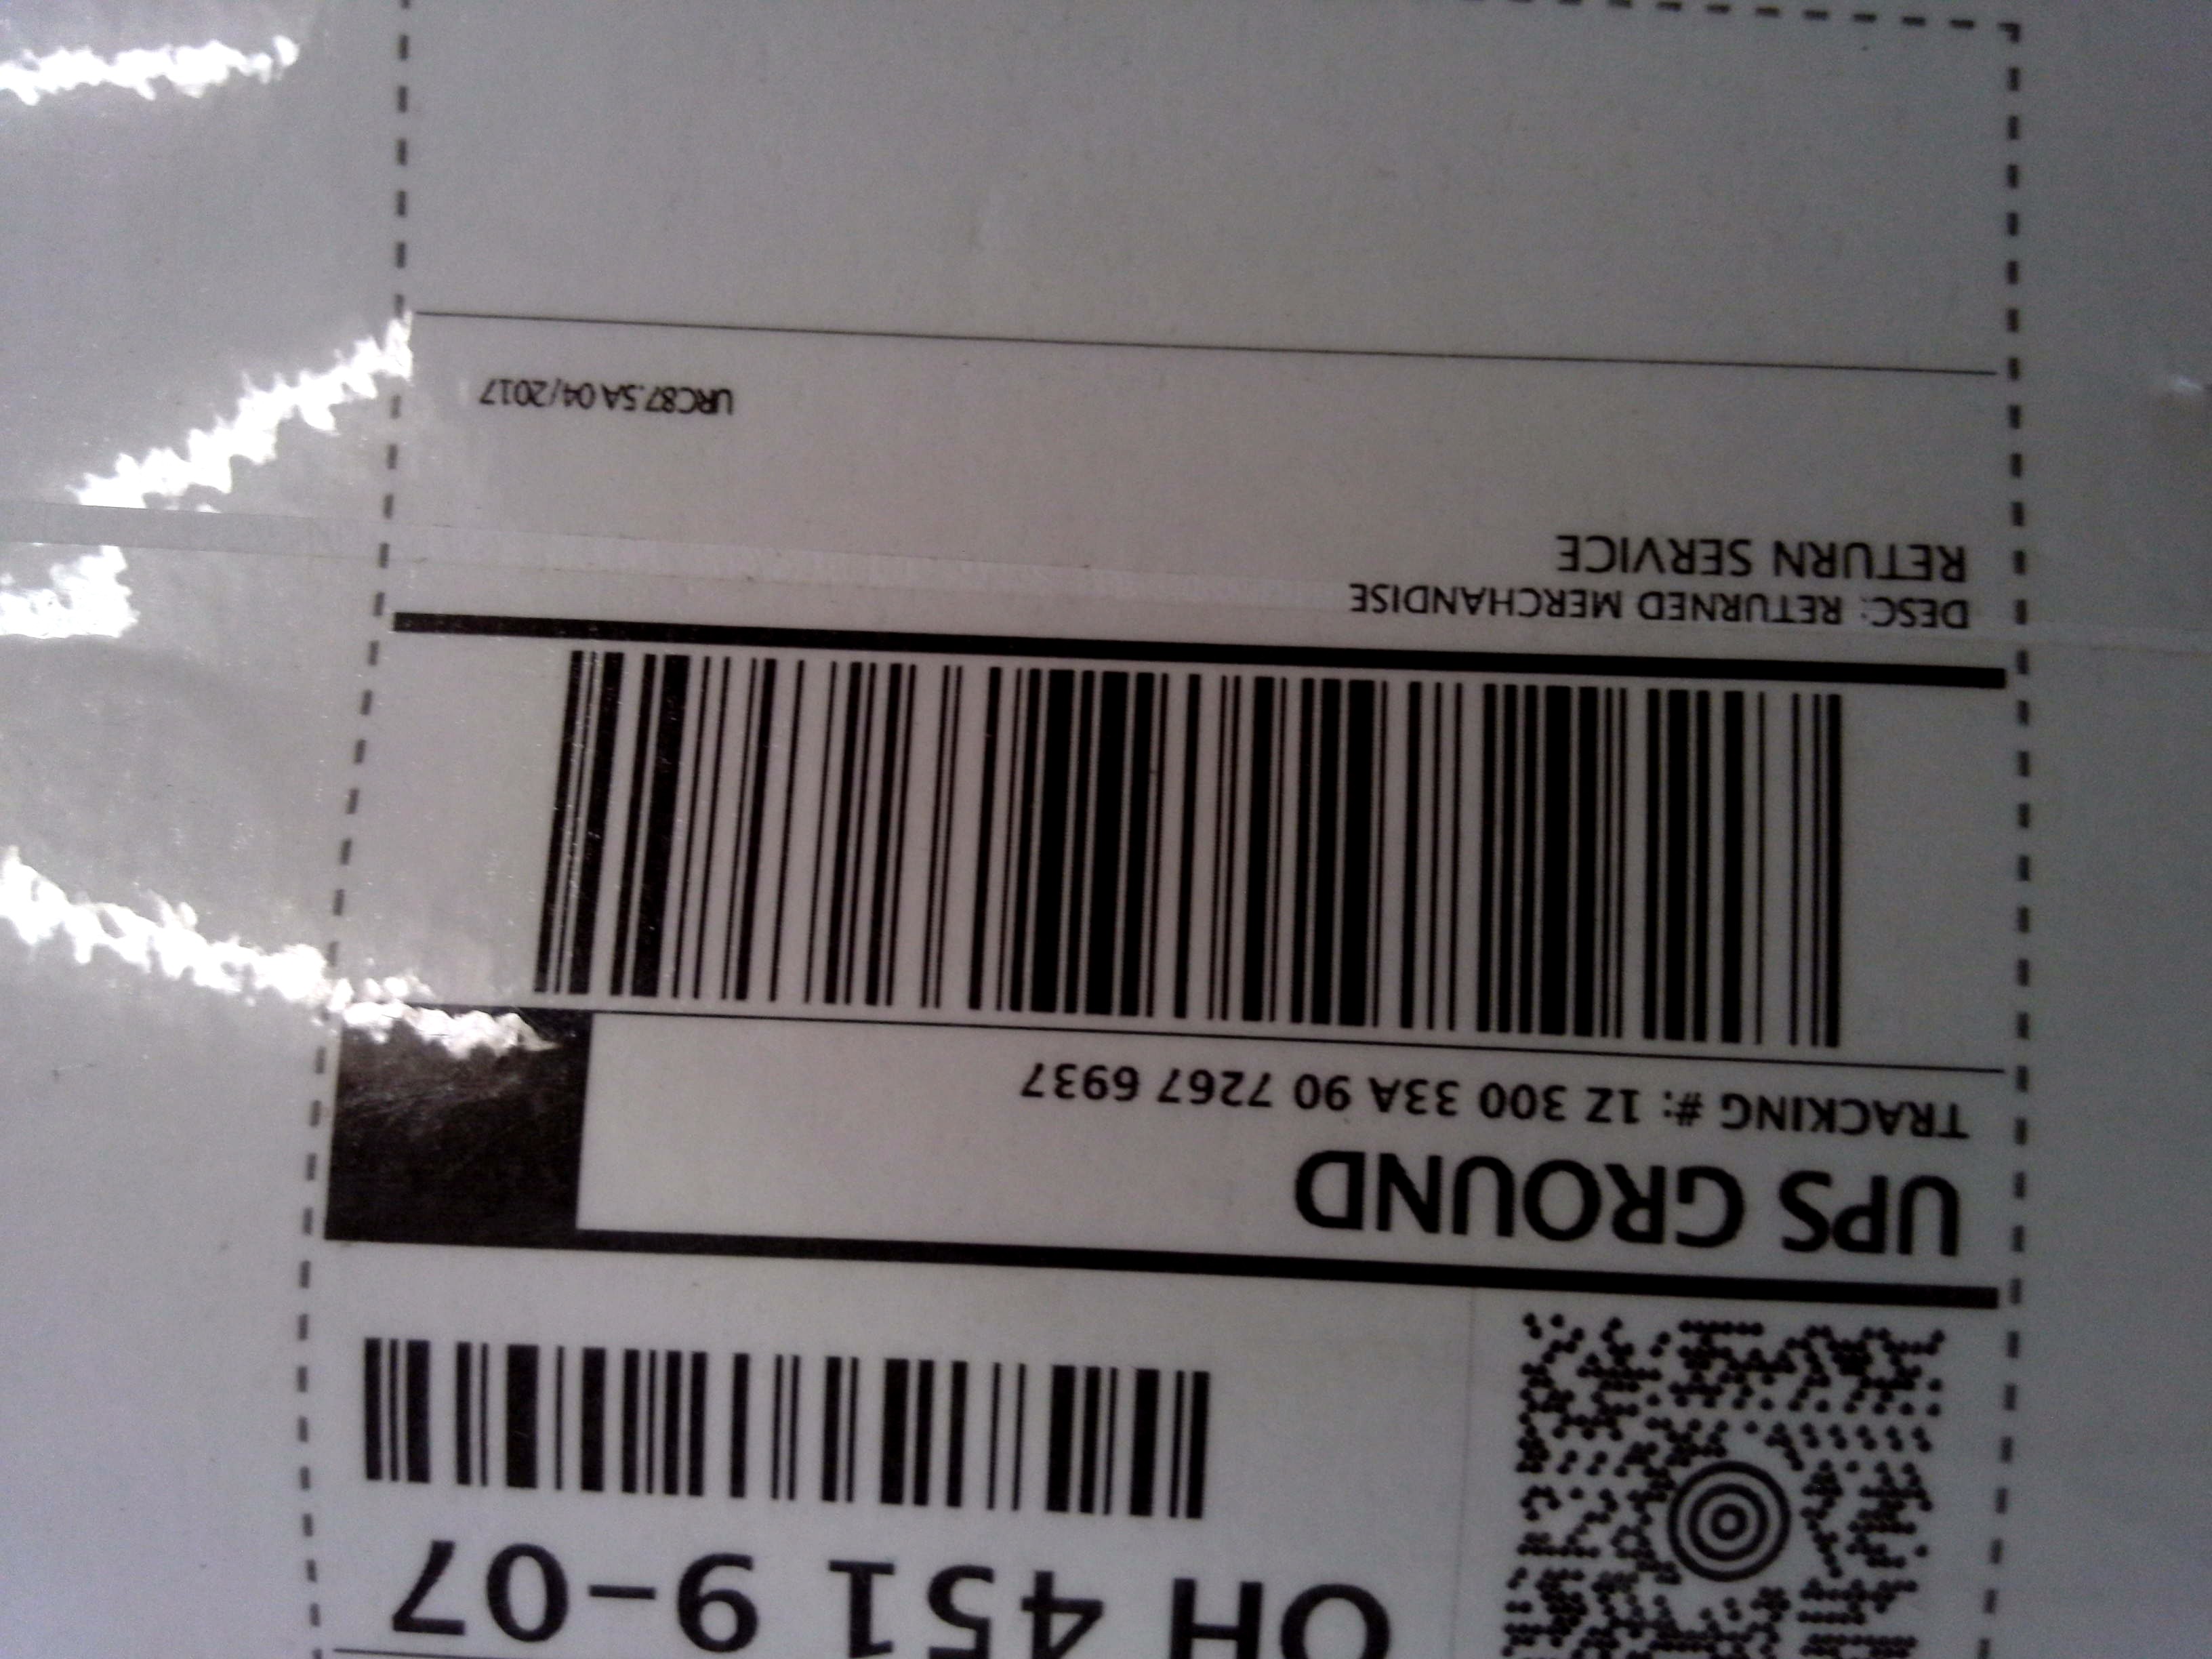 OH 451 9-07
UPS GROUND
TRACKING #: 1Z 300 33A 90 7267 6937
DESC: RETURNED MERCHANDISE
RETURN SERVICE
URC87.5A 04/2017